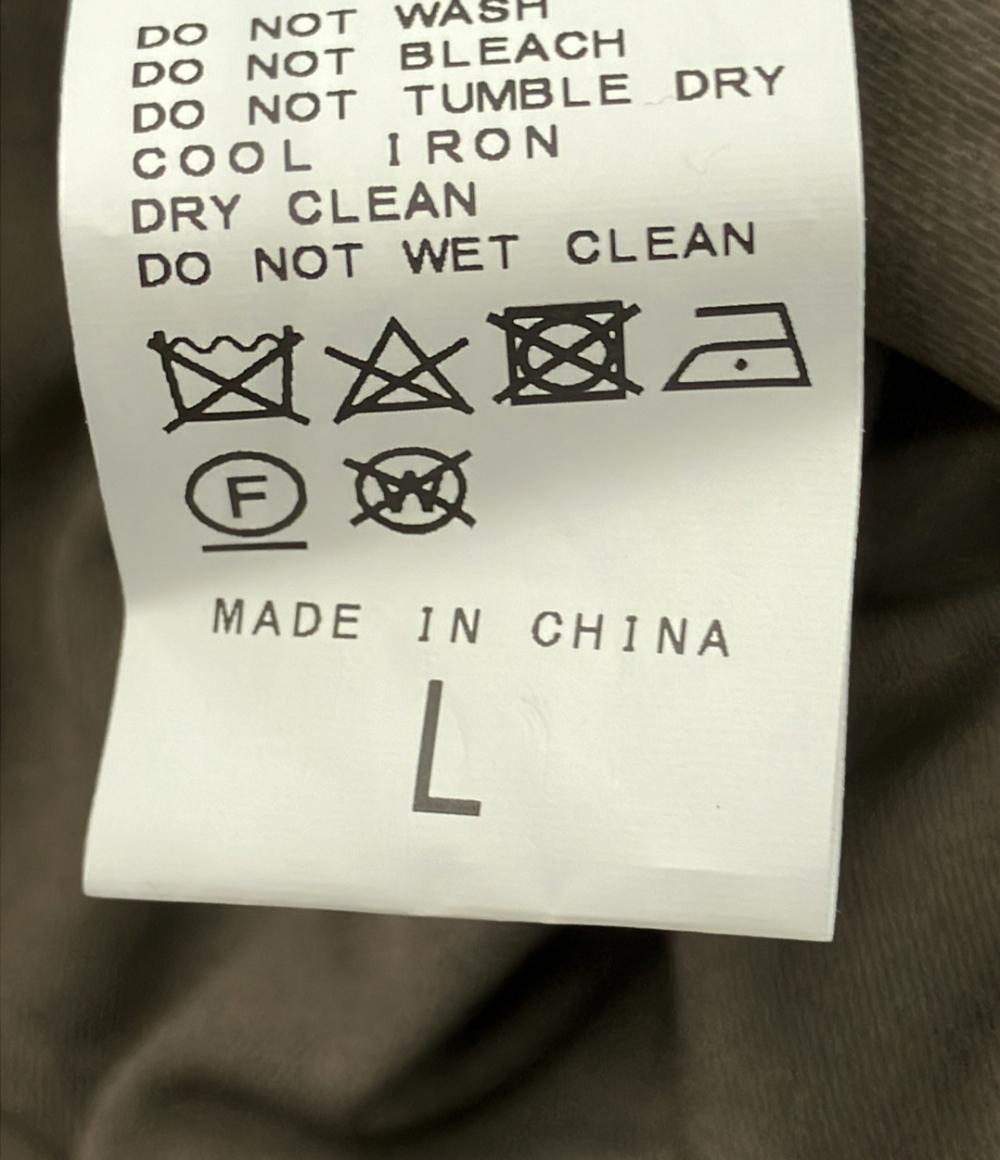 DO NOT WASH
DO NOT BLEACH
DO NOT TUMBLE DRY
COOL IRON
DRY CLEAN
DO NOT WET CLEAN
F W
MADE IN CHINA
L